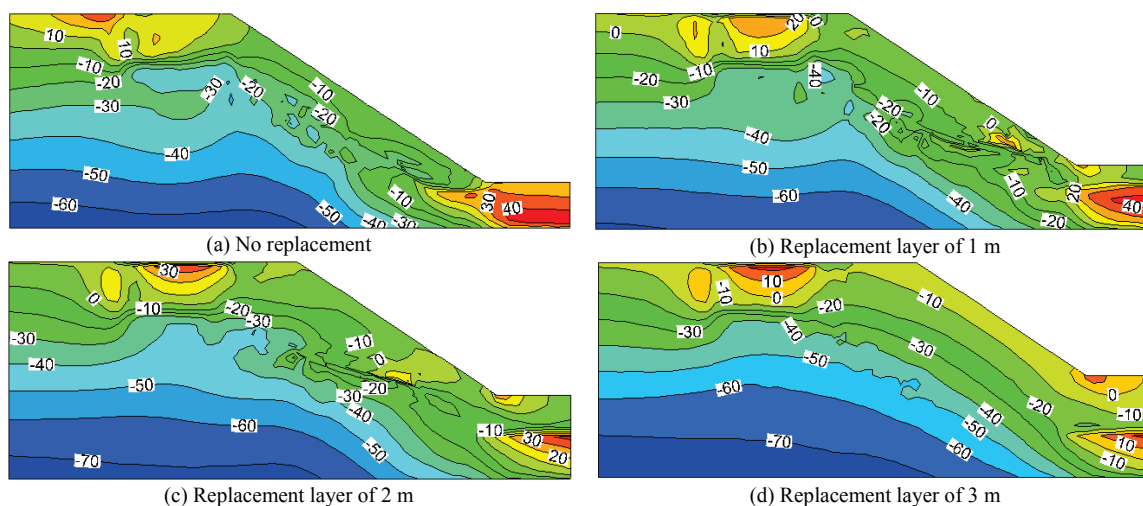 10 10 -10 -20 -30 -30 -20 -10 -20 -40 -50 -60 -10 30 40 -50 -40 -30
(a) No replacement
0 20 0 10 -10 -20 -30 -40 -10 -20 -20 0 -40 -50 -60 -10 -20 -40 20 40
(b) Replacement layer of 1 m
30 0 -10 -20 -30 -30 -40 -10 0 -20 -30 -40 -50 -60 -50 -70 -10 30 20
(c) Replacement layer of 2 m
10 -10 0 -20 -10 -30 -40 -30 -50 -60 -20 0 -10 -40 -50 10 -10 -60 -70
(d) Replacement layer of 3 m